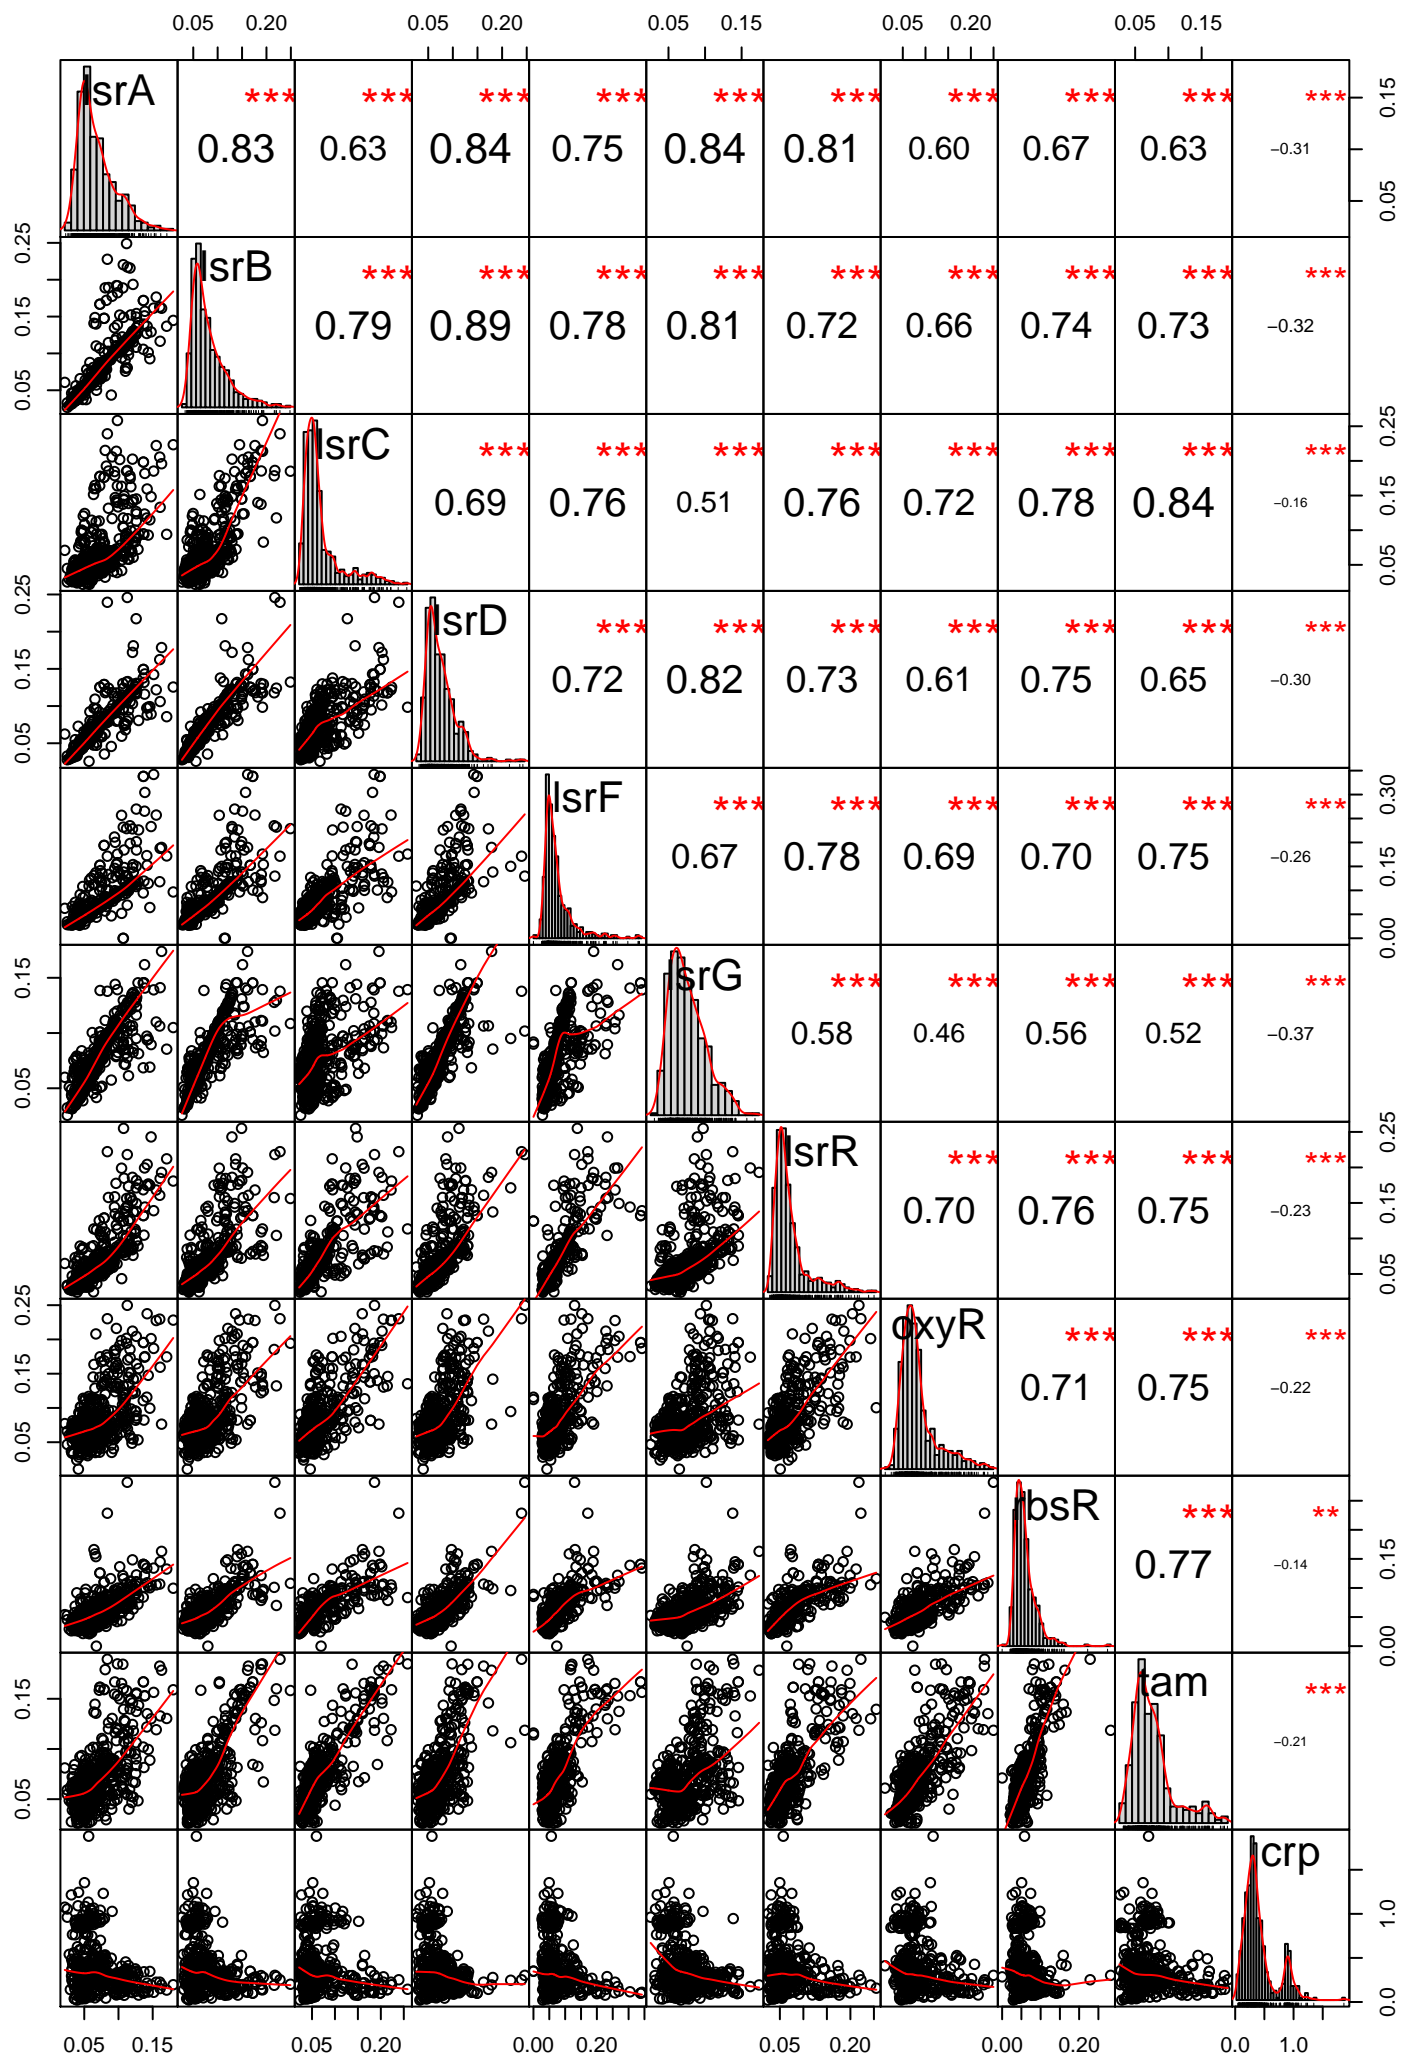 0.05 0.20 0.05 0.15 0.05 0.20 0.05 0.15
lsrA *** *** *** *** *** *** *** *** *** ***
0.83 0.63 0.84 0.75 0.84 0.81 0.60 0.67 0.63 −0.31
0.05 0.15
lsrB *** *** *** *** *** *** *** *** ***
0.79 0.89 0.78 0.81 0.72 0.66 0.74 0.73 −0.32
0.05 0.15 0.25
lsrC *** *** *** *** *** *** *** ***
0.69 0.76 0.51 0.76 0.72 0.78 0.84 −0.16
0.05 0.15 0.25
lsrD *** *** *** *** *** *** ***
0.72 0.82 0.73 0.61 0.75 0.65 −0.30
0.05 0.15 0.25
lsrF *** *** *** *** *** ***
0.67 0.78 0.69 0.70 0.75 −0.26
0.00 0.15 0.30
lsrG *** *** *** *** ***
0.58 0.46 0.56 0.52 −0.37
0.05 0.15
lsrR *** *** *** ***
0.70 0.76 0.75 −0.23
0.05 0.15 0.25
oxyR *** *** ***
0.71 0.75 −0.22
0.05 0.15 0.25
rbsR *** **
0.77 −0.14
0.00 0.15
tam ***
−0.21
0.05 0.15
crp
0.0 1.0
0.05 0.15 0.05 0.20 0.00 0.20 0.05 0.20 0.00 0.20 0.0 1.0